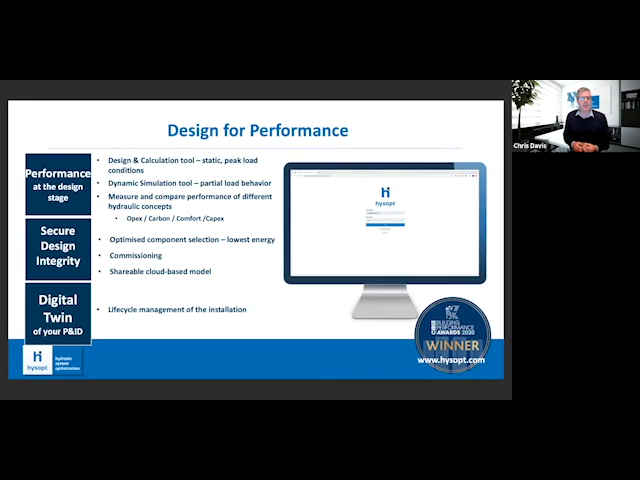 Design for Performance
Performance
at the design
stage
• Design & Calculation tool – static, peak load
conditions
• Dynamic Simulation tool – partial load behavior
• Measure and compare performance of different
hydraulic concepts
• Opex / Carbon / Comfort /Capex
Secure
Design
Integrity
• Optimised component selection – lowest energy
• Commissioning
• Shareable cloud-based model
Digital
Twin
of your P&ID
• Lifecycle management of the installation
hysopt
BUILDING
PERFORMANCE
AWARDS 2020
WINNER
www.hysopt.com
hysopt
hydronic
system
optimisation
Chris Davis